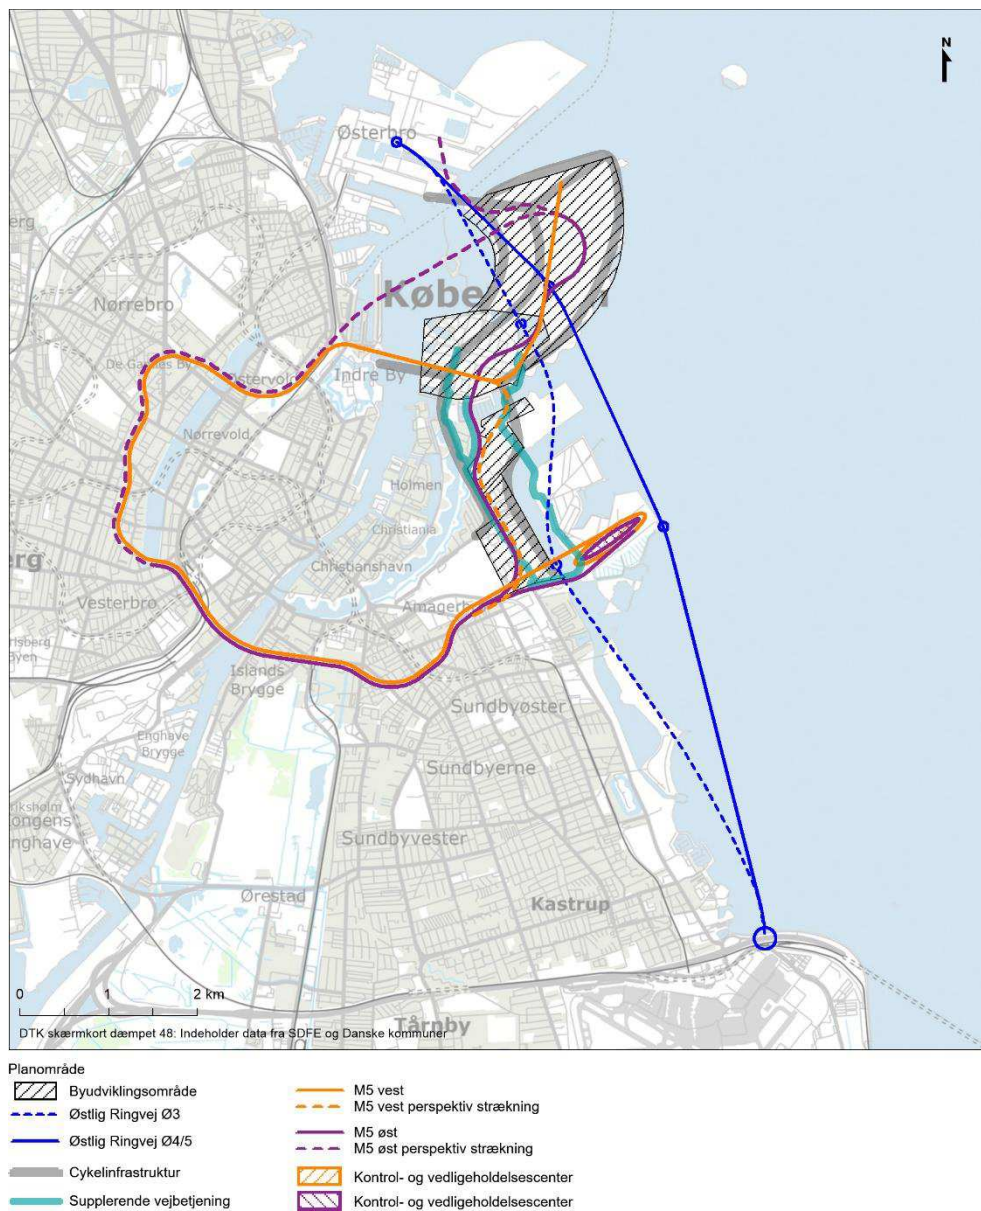 N
Østerbro
Nørrebro
Købe
n
Indre By
Østervold
Nørrevold
Holmen
Christiania
Christianshavn
erg
Vesterbro
Amagerb
Islands
Brygge
Sundbyøster
Enghave
Brygge
Sundbyerne
Sydhavn
Sundbyvester
Ørestad
Kastrup
0 1 2 km
Tårnby
DTK skærmkort dæmpet 48: Indeholder data fra SDFE og Danske kommuner
Planområde
Byudviklingsområde
Østlig Ringvej Ø3
Østlig Ringvej Ø4/5
Cykelinfrastruktur
Supplerende vejbetjening
M5 vest
M5 vest perspektiv strækning
M5 øst
M5 øst perspektiv strækning
Kontrol- og vedligeholdelsescenter
Kontrol- og vedligeholdelsescenter